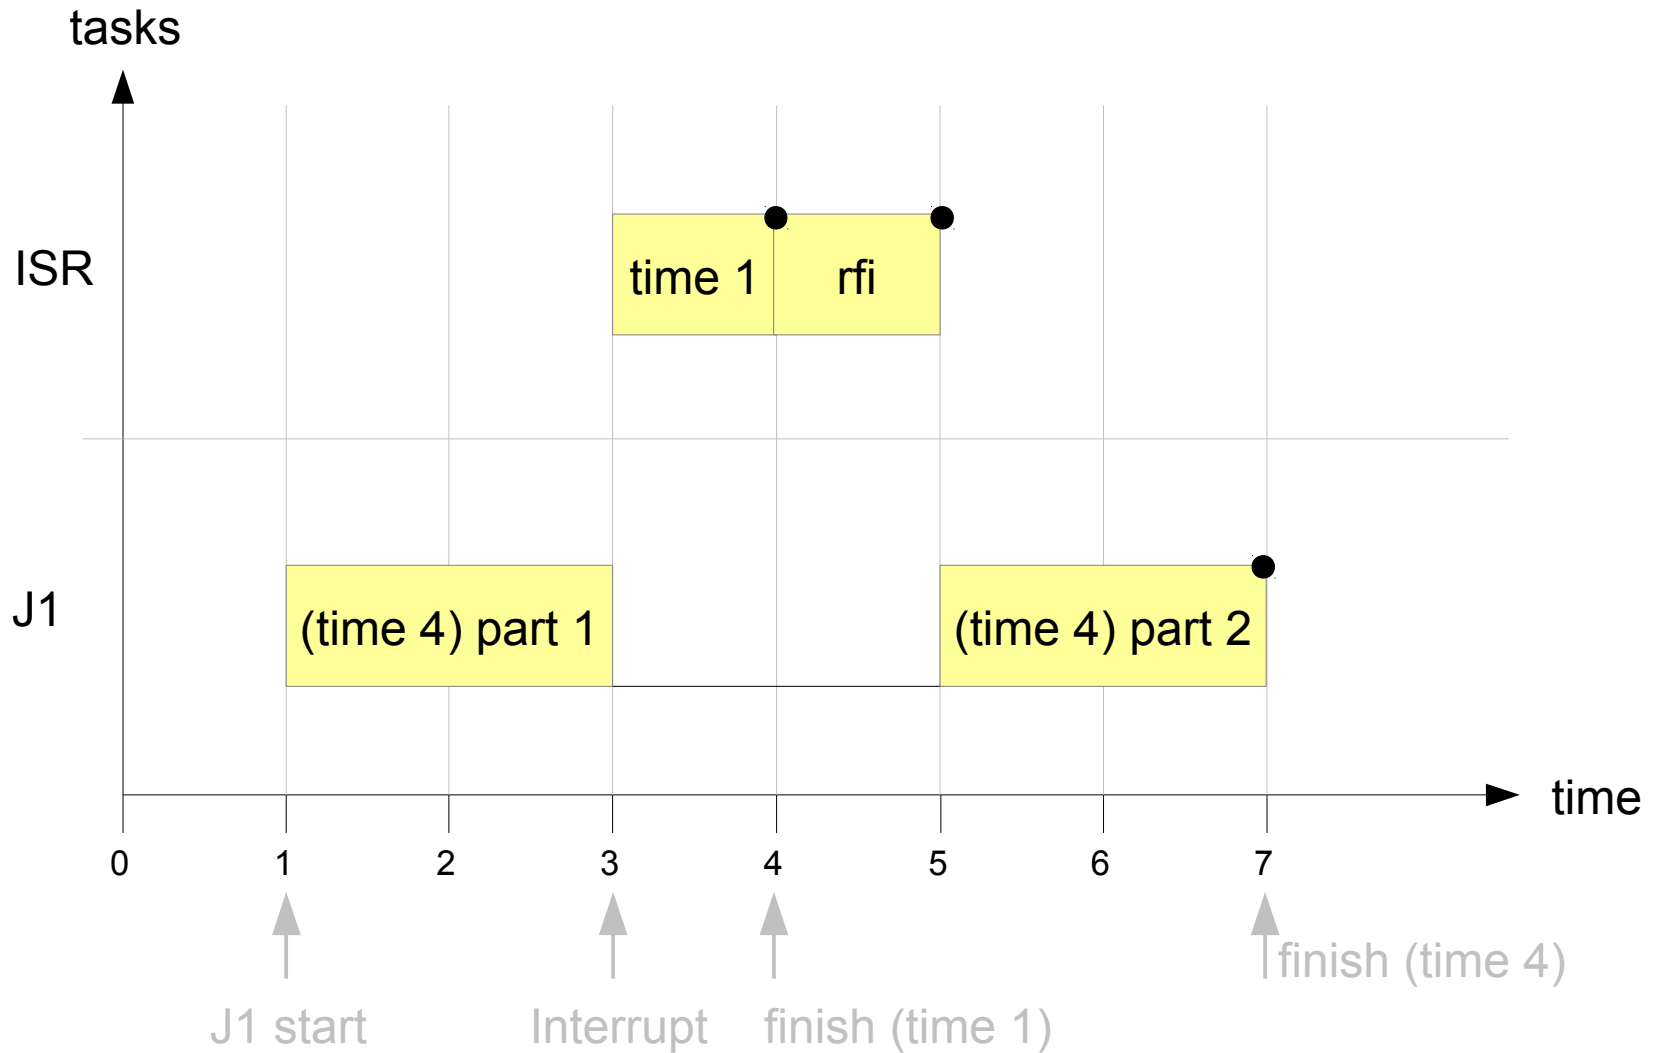 tasks
ISR
time 1
rfi
J1
(time 4) part 1
(time 4) part 2
time
0 1 2 3 4 5 6 7
finish (time 4)
J1 start
Interrupt
finish (time 1)